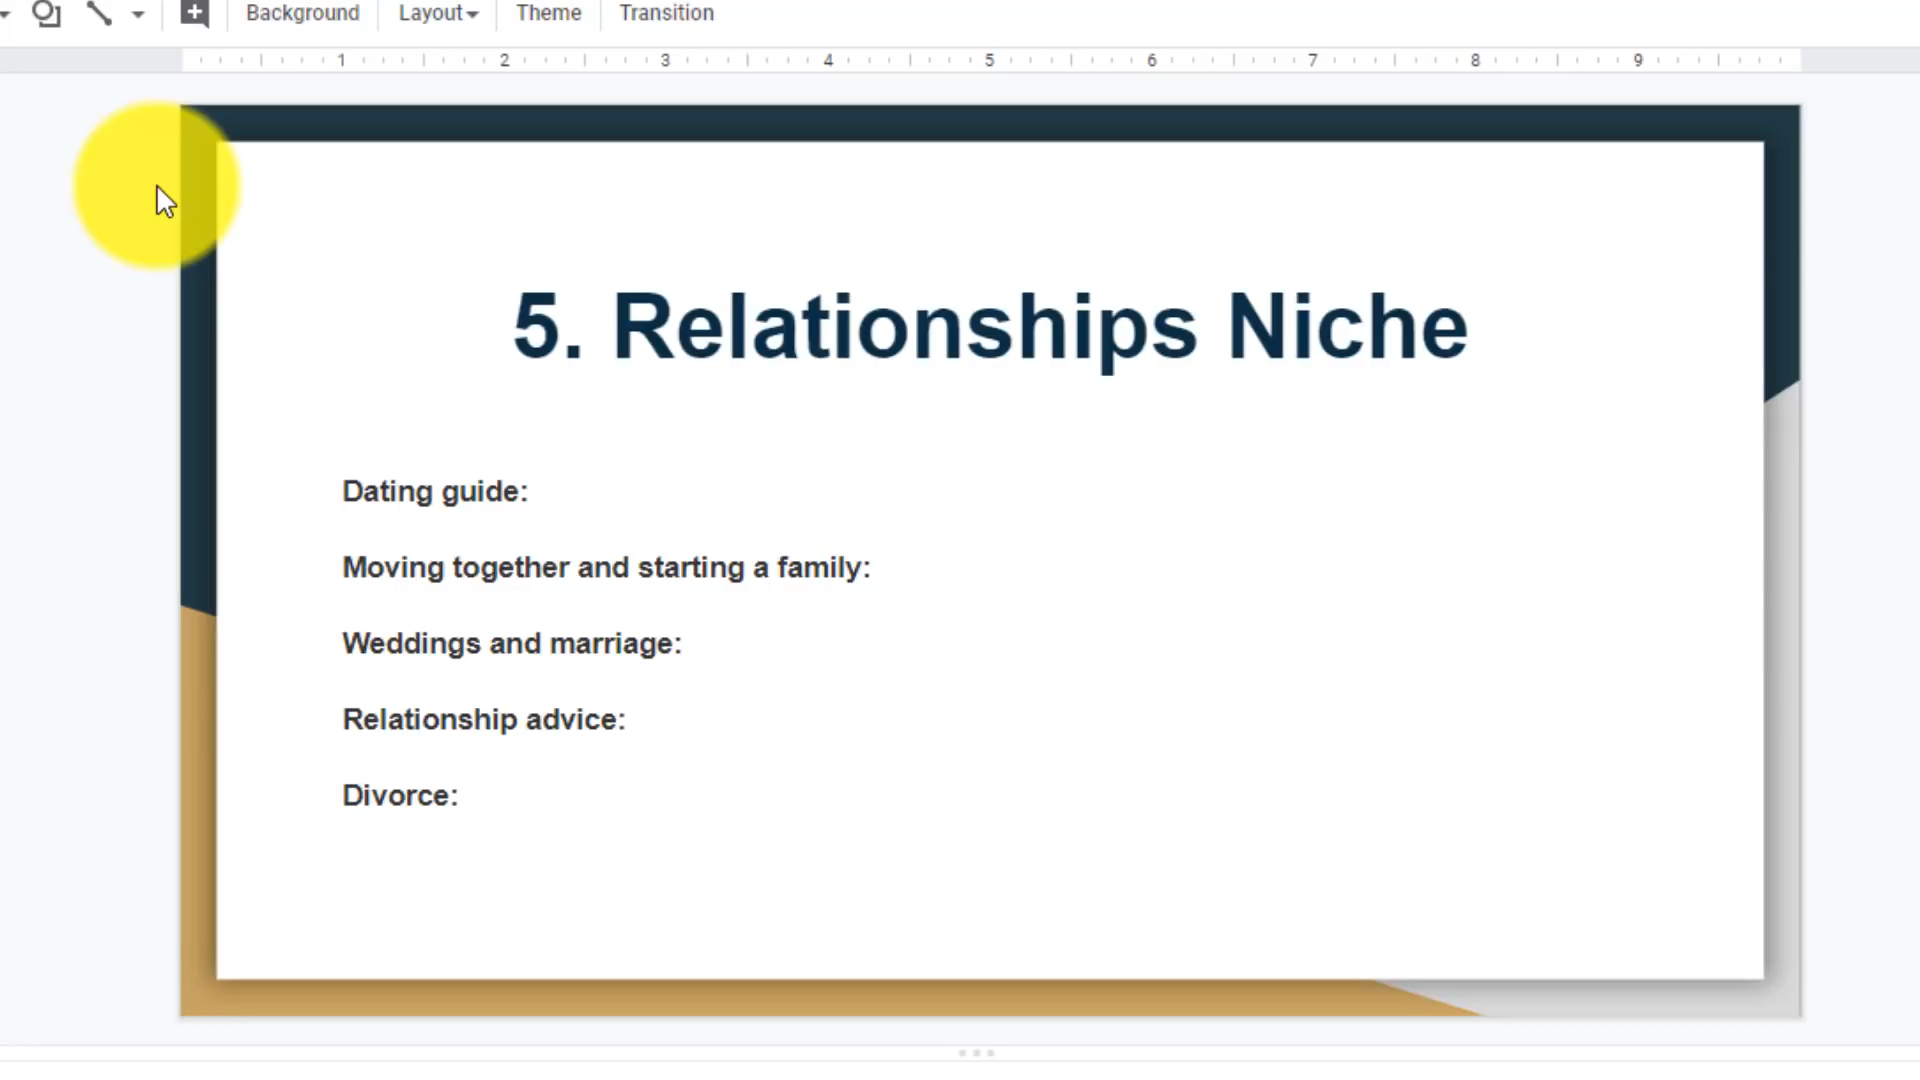 Background Layout Theme Transition
1 2 3 4 5 6 7 8 9
5. Relationships Niche
Dating guide:
Moving together and starting a family:
Weddings and marriage:
Relationship advice:
Divorce: